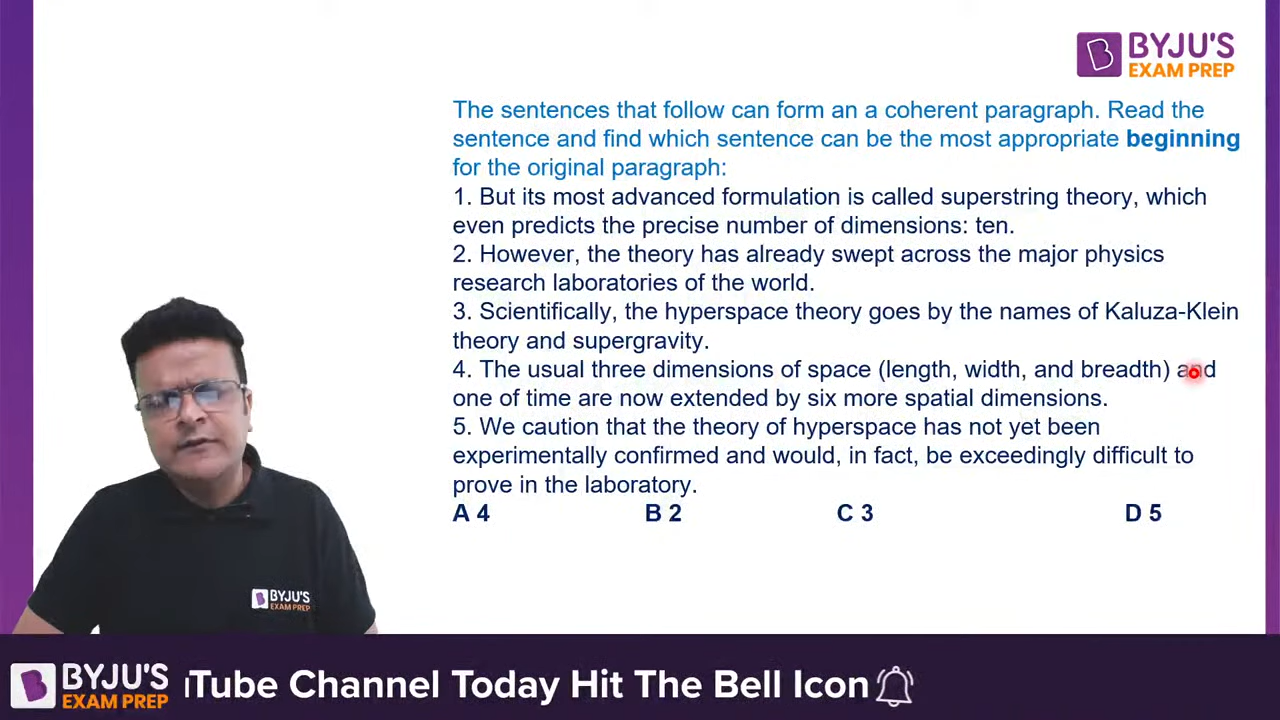 BYJU'S
EXAM PREP
The sentences that follow can form an a coherent paragraph. Read the
sentence and find which sentence can be the most appropriate beginning
for the original paragraph:
1. But its most advanced formulation is called superstring theory, which
even predicts the precise number of dimensions: ten.
2. However, the theory has already swept across the major physics
research laboratories of the world.
3. Scientifically, the hyperspace theory goes by the names of Kaluza-Klein
theory and supergravity.
4. The usual three dimensions of space (length, width, and breadth) and
one of time are now extended by six more spatial dimensions.
5. We caution that the theory of hyperspace has not yet been
experimentally confirmed and would, in fact, be exceedingly difficult to
prove in the laboratory.
A 4 B 2 C 3 D 5
BYJU'S
EXAM PREP
BYJU'S
EXAM PREP
Tube Channel Today Hit The Bell Icon